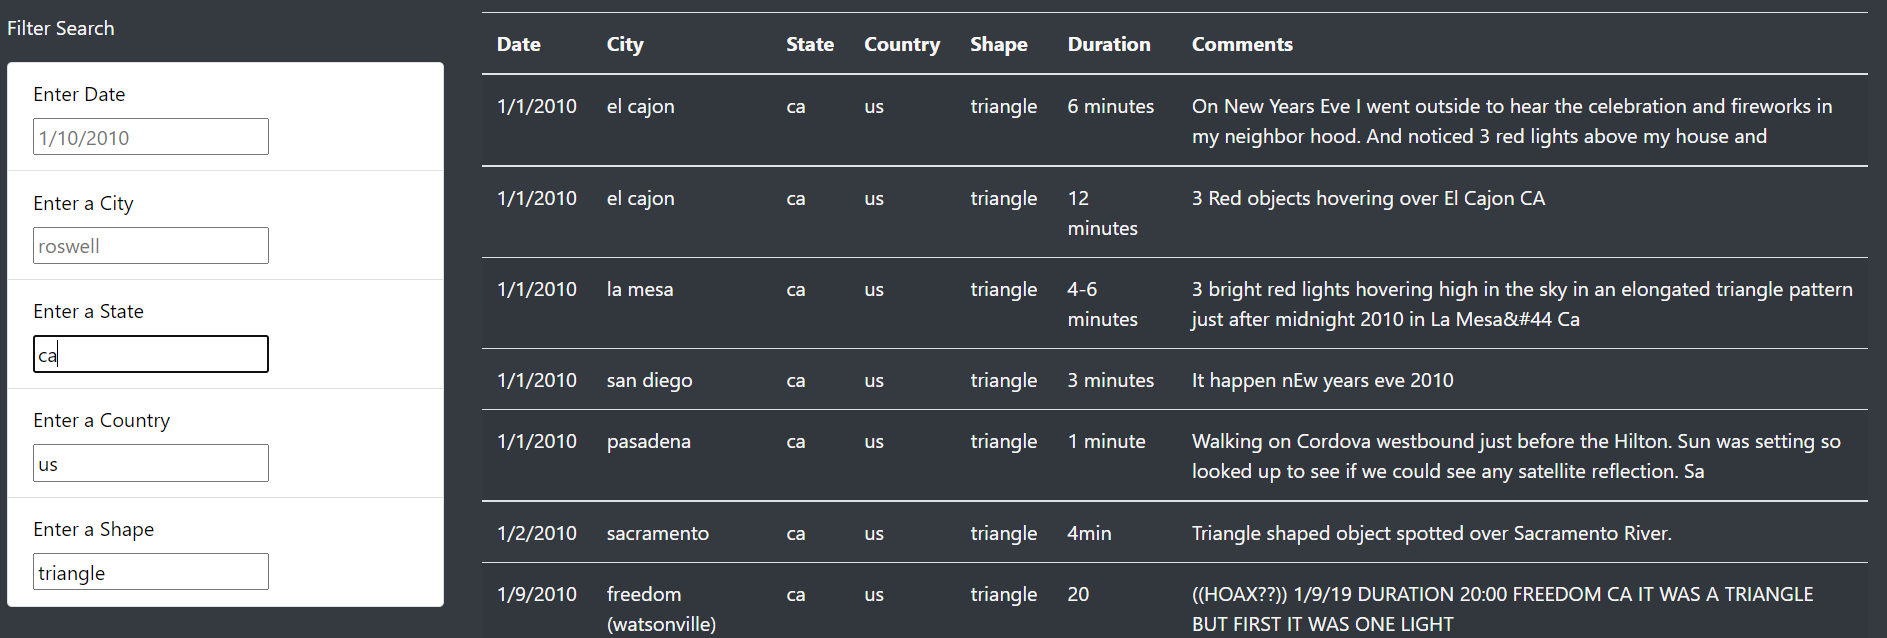 Filter Search
Enter Date
1/10/2010
Enter a City
roswell
Enter a State
ca
Enter a Country
us
Enter a Shape
triangle
Date City State Country Shape Duration Comments
1/1/2010 el cajon ca us triangle 6 minutes On New Years Eve I went outside to hear the celebration and fireworks in
my neighbor hood. And noticed 3 red lights above my house and
1/1/2010 el cajon ca us triangle 12 3 Red objects hovering over El Cajon CA
minutes
1/1/2010 la mesa ca us triangle 4-6 3 bright red lights hovering high in the sky in an elongated triangle pattern
minutes just after midnight 2010 in La Mesa&#44 Ca
1/1/2010 san diego ca us triangle 3 minutes It happen nEw years eve 2010
1/1/2010 pasadena ca us triangle 1 minute Walking on Cordova westbound just before the Hilton. Sun was setting so
looked up to see if we could see any satellite reflection. Sa
1/2/2010 sacramento ca us triangle 4min Triangle shaped object spotted over Sacramento River.
1/9/2010 freedom ca us triangle 20 ((HOAX??)) 1/9/19 DURATION 20:00 FREEDOM CA IT WAS A TRIANGLE
(watsonville) BUT FIRST IT WAS ONE LIGHT